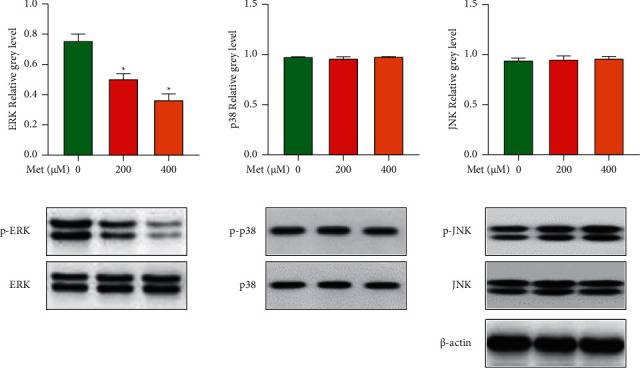 ERK Relative grey level
1.0
0.8
0.6
0.4
0.2
0.0
*
*
Met (μM) 0 200 400
p38 Relative grey level
1.5
1.0
0.5
0.0
Met (μM) 0 200 400
JNK Relative grey level
1.5
1.0
0.5
0.0
Met (μM) 0 200 400
p-ERK
ERK
p-p38
p38
p-JNK
JNK
β-actin